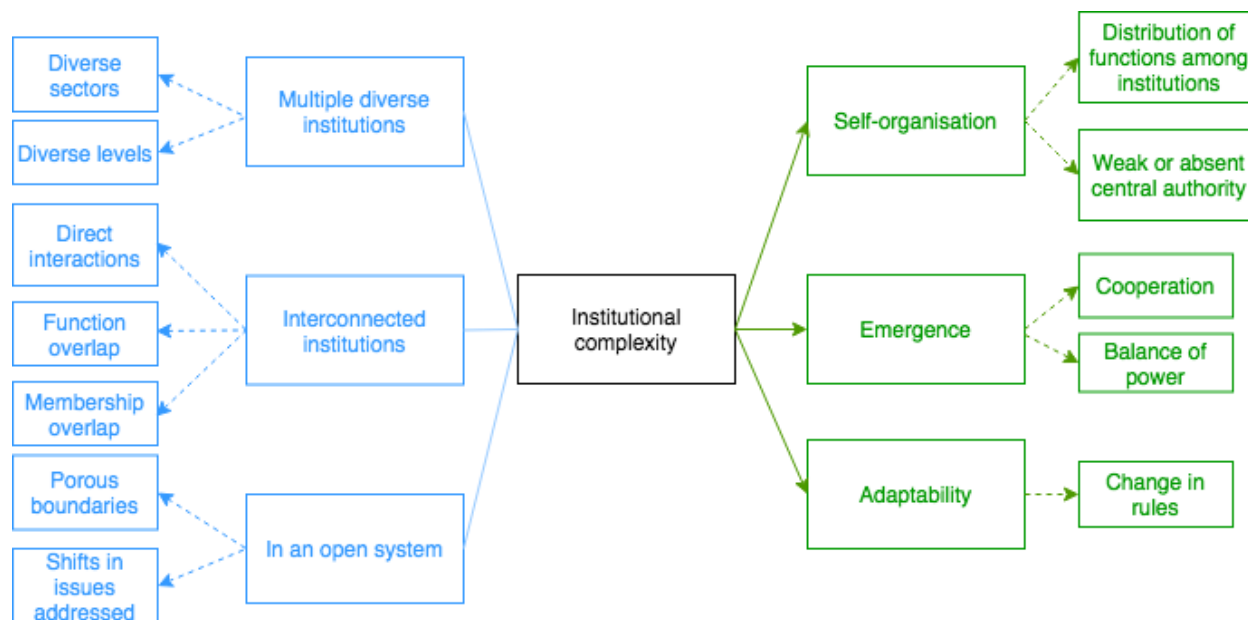 Diverse
sectors
Diverse levels
Multiple diverse
institutions
Direct
interactions
Function
overlap
Membership
overlap
Interconnected
institutions
Porous
boundaries
Shifts in
issues
addressed
In an open system
Institutional
complexity
Self-organisation
Distribution of
functions among
institutions
Weak or absent
central authority
Emergence
Cooperation
Balance of
power
Adaptability
Change in
rules